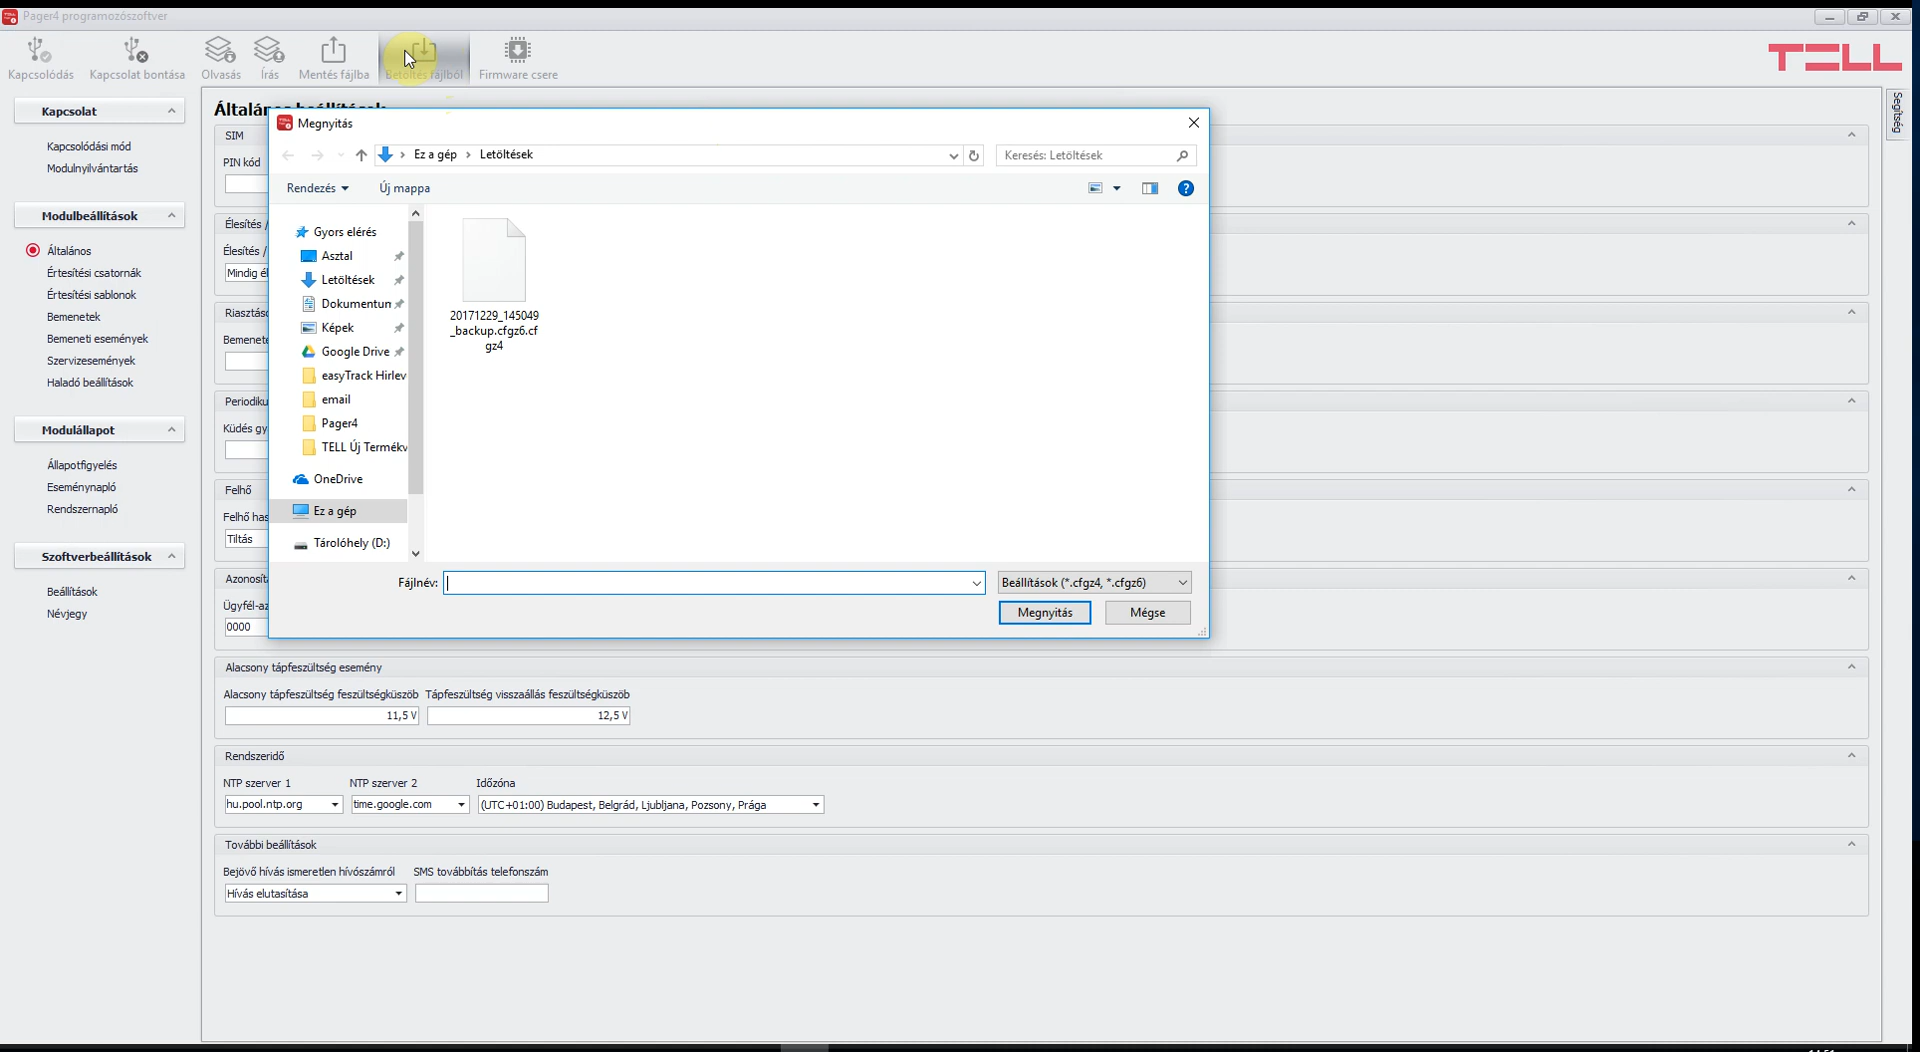 Pager4 programozószoftver
Kapcsolódás
Kapcsolat bontása
Olvasás
Írás
Mentés fájlba
Betöltés fájlból
Firmware csere
TELL
Segítség
Kapcsolat
Kapcsolódási mód
Modulnyilvántartás
Modulbeállítások
Általános
Értesítési csatornák
Értesítési sablonok
Bemenetek
Bemeneti események
Szervizesemények
Haladó beállítások
Modulállapot
Állapotfigyelés
Eseménynapló
Rendszernapló
Szoftverbeállítások
Beállítások
Névjegy
Általános beállítások
SIM
PIN kód
Élesítés /
Élesítés /
Mindig él
Riasztás
Bemenete
Periodiku
Küldés gy
Felhő
Felhő has
Tiltás
Azonosít
Ügyfél-az
0000
Megnyitás
Ez a gép
Letöltések
Keresés: Letöltések
Rendezés
Új mappa
?
Gyors elérés
Asztal
Letöltések
Dokumentum
Képek
Google Drive
easyTrack Hirlev
email
Pager4
TELL Új Termékv
OneDrive
Ez a gép
Tárolóhely (D:)
20171229_145049
_backup.cfgz6.cf
gz4
Fájlnév:
Beállítások (*.cfgz4, *.cfgz6)
Megnyitás
Mégse
Alacsony tápfeszültség esemény
Alacsony tápfeszültség feszültségküszöb
Tápfeszültség visszaállás feszültségküszöb
11,5 V
12,5 V
Rendszeridő
NTP szerver 1
NTP szerver 2
Időzóna
hu.pool.ntp.org
time.google.com
(UTC+01:00) Budapest, Belgrád, Ljubljana, Pozsony, Prága
További beállítások
Bejövő hívás ismeretlen hívószámról
SMS továbbítás telefonszám
Hívás elutasítása